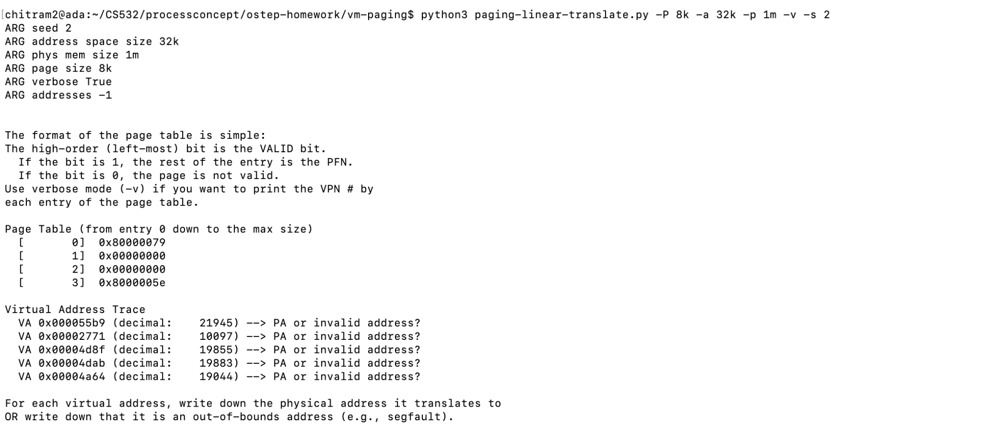 [chitram2@ada:~/CS532/processconcept/ostep-homework/vm-paging$ python3 paging-linear-translate.py -P 8k -a 32k -p 1m -v -s 2
ARG seed 2
ARG address space size 32k
ARG phys mem size 1m
ARG page size 8k
ARG verbose True
ARG addresses -1
The format of the page table is simple:
The high-order (left-most) bit is the VALID bit.
  If the bit is 1, the rest of the entry is the PFN.
  If the bit is 0, the page is not valid.
Use verbose mode (-v) if you want to print the VPN # by
each entry of the page table.
Page Table (from entry 0 down to the max size)
  [       0]  0x80000079
  [       1]  0x00000000
  [       2]  0x00000000
  [       3]  0x8000005e
Virtual Address Trace
  VA 0x000055b9 (decimal:    21945) --> PA or invalid address?
  VA 0x00002771 (decimal:    10097) --> PA or invalid address?
  VA 0x00004d8f (decimal:    19855) --> PA or invalid address?
  VA 0x00004dab (decimal:    19883) --> PA or invalid address?
  VA 0x00004a64 (decimal:    19044) --> PA or invalid address?
For each virtual address, write down the physical address it translates to
OR write down that it is an out-of-bounds address (e.g., segfault).